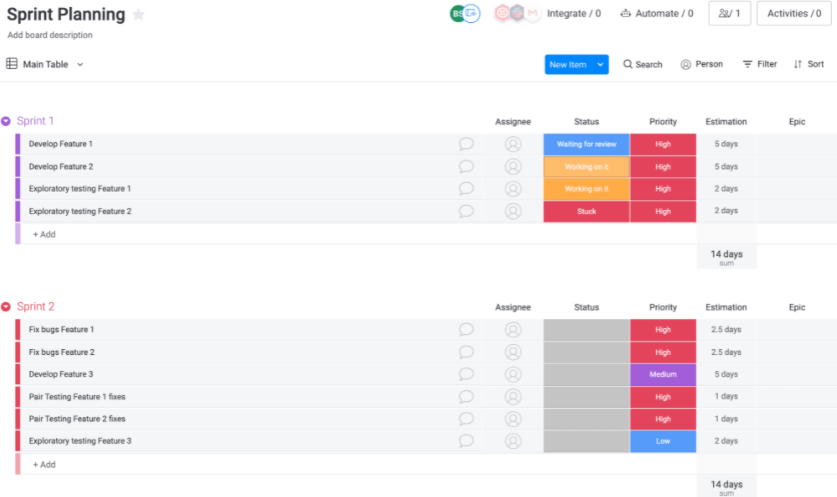 Sprint Planning
BS Integrate / 0 Automate / 0 / 1 Activities / 0
Add board description
Main Table New Item Search Person Filter Sort
Sprint 1 Assignee Status Priority Estimation Epic
Develop Feature 1 Waiting for review High 5 days
Develop Feature 2 Working on it High 5 days
Exploratory testing Feature 1 Working on it High 2 days
Exploratory testing Feature 2 Stuck High 2 days
+ Add
14 days
sum
Sprint 2 Assignee Status Priority Estimation Epic
Fix bugs Feature 1 High 2.5 days
Fix bugs Feature 2 High 2.5 days
Develop Feature 3 Medium 5 days
Pair Testing Feature 1 fixes High 1 days
Pair Testing Feature 2 fixes High 1 days
Exploratory testing Feature 3 Low 2 days
+ Add
14 days
sum